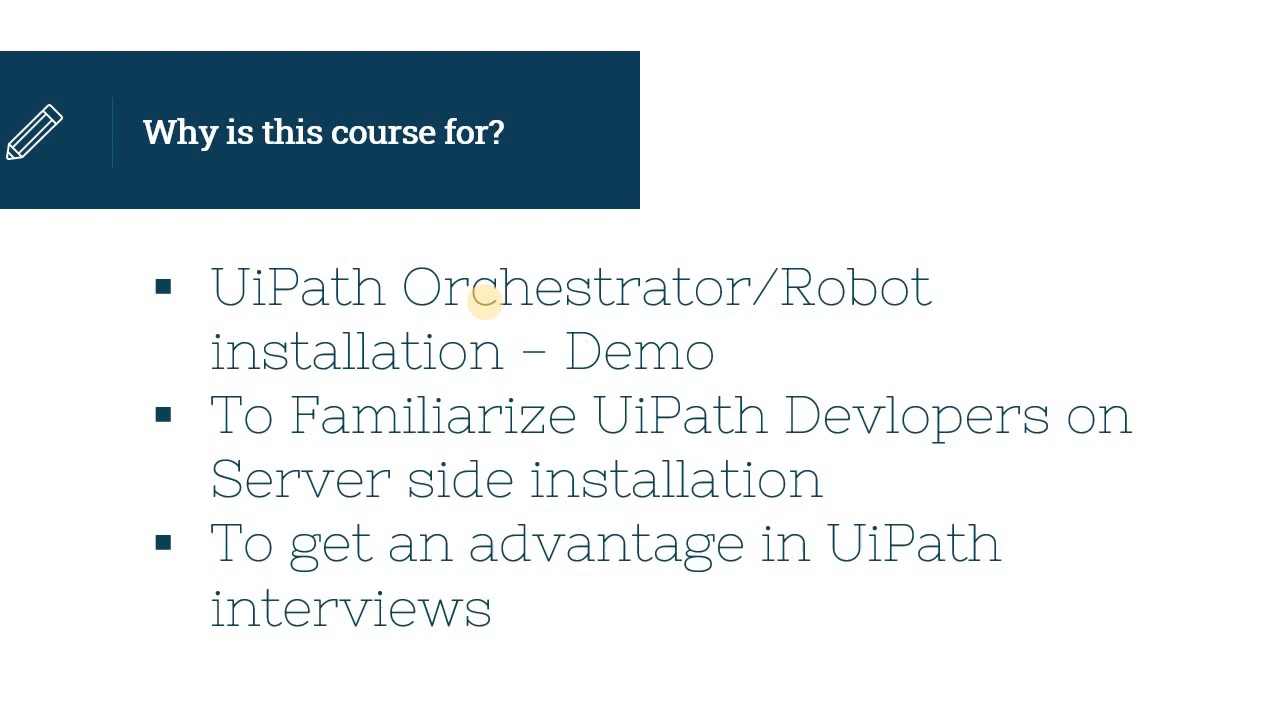 Why is this course for?
▪ UiPath Orchestrator/Robot
installation – Demo
▪ To Familiarize UiPath Devlopers on
Server side installation
▪ To get an advantage in UiPath
interviews